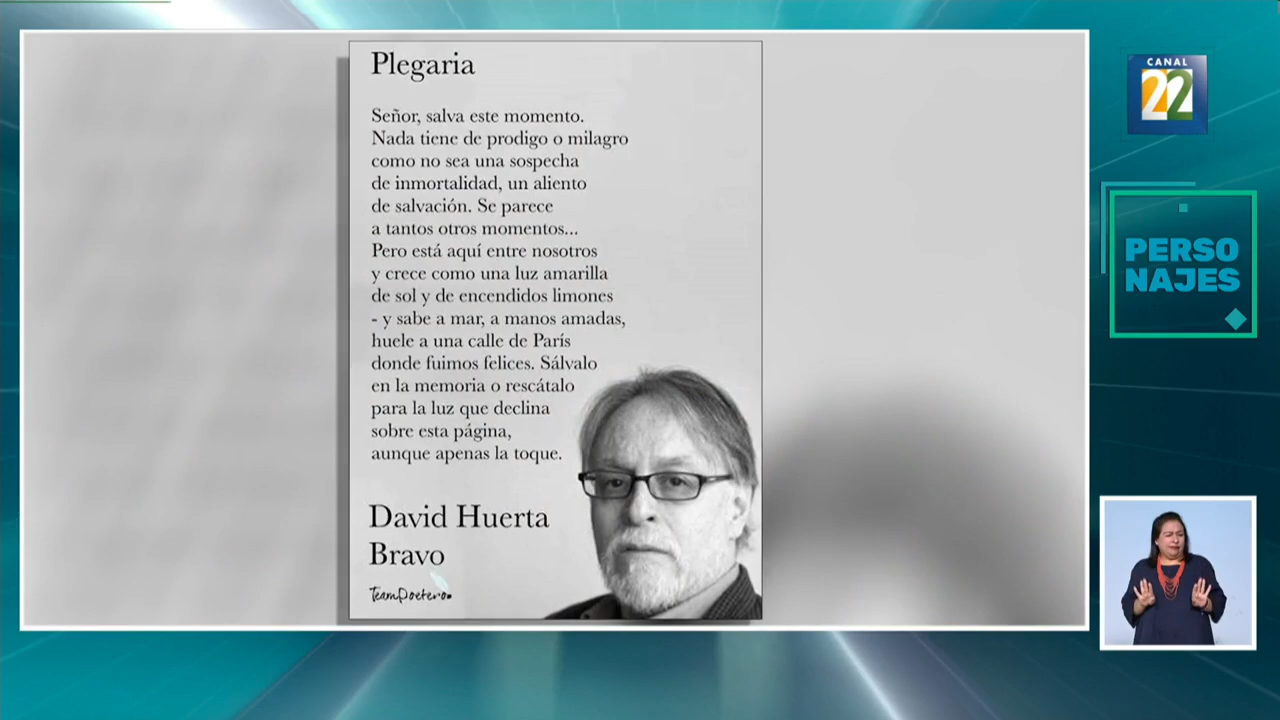 Plegaria
Señor, salva este momento.
Nada tiene de prodigo o milagro
como no sea una sospecha
de inmortalidad, un aliento
de salvación. Se parece
a tantos otros momentos...
Pero está aquí entre nosotros
y crece como una luz amarilla
de sol y de encendidos limones
- y sabe a mar, a manos amadas,
huele a una calle de París
donde fuimos felices. Sálvalo
en la memoria o rescátalo
para la luz que declina
sobre esta página,
aunque apenas la toque.
David Huerta
Bravo
TeamPoetero.
CANAL
22
PERSO
NAJES